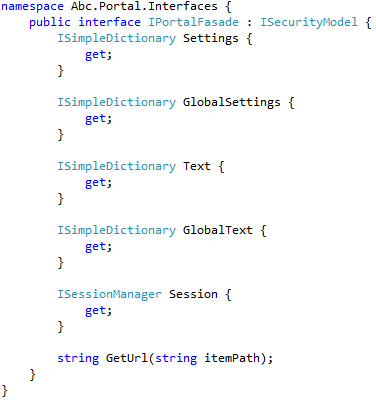 namespace Abc.Portal.Interfaces {
    public interface IPortalFasade : ISecurityModel {
        ISimpleDictionary Settings {
            get;
        }

        ISimpleDictionary GlobalSettings {
            get;
        }

        ISimpleDictionary Text {
            get;
        }

        ISimpleDictionary GlobalText {
            get;
        }

        ISessionManager Session {
            get;
        }

        string GetUrl(string itemPath);
    }
}